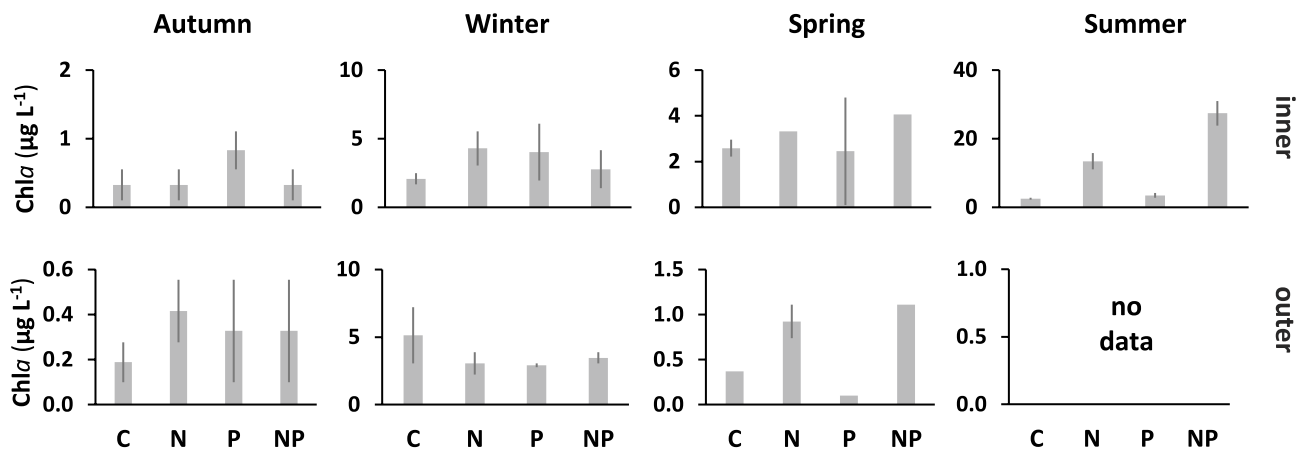 Autumn Winter Spring Summer
Chla (µg L-1) 2 1 0 10 5 0 6 4 2 0 40 20 0 inner
Chla (µg L-1) 0.6 0.4 0.2 0.0 10 5 0 1.5 1.0 0.5 0.0 1.0 0.5 0.0 outer
no
data
C N P NP C N P NP C N P NP C N P NP